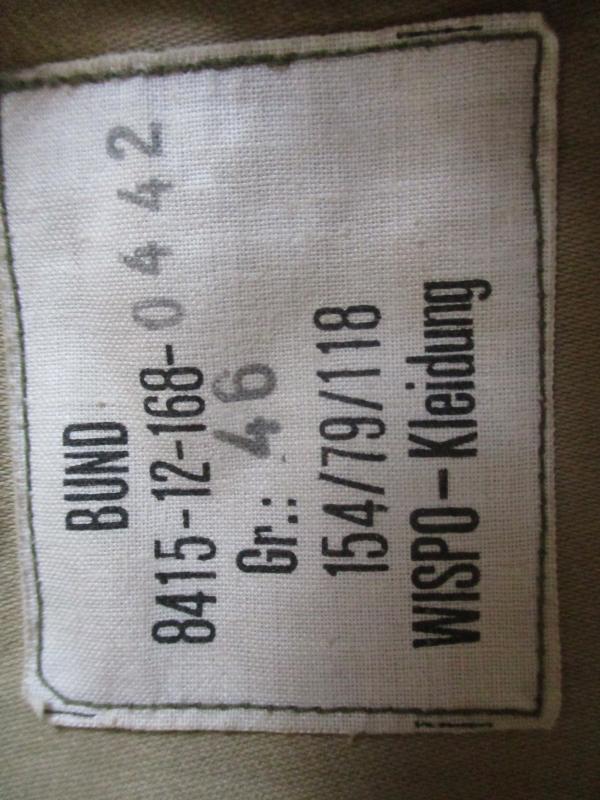 BUND
8415-12-168-0442
Gr.: 46
154/79/118
WISPO-Kleidung